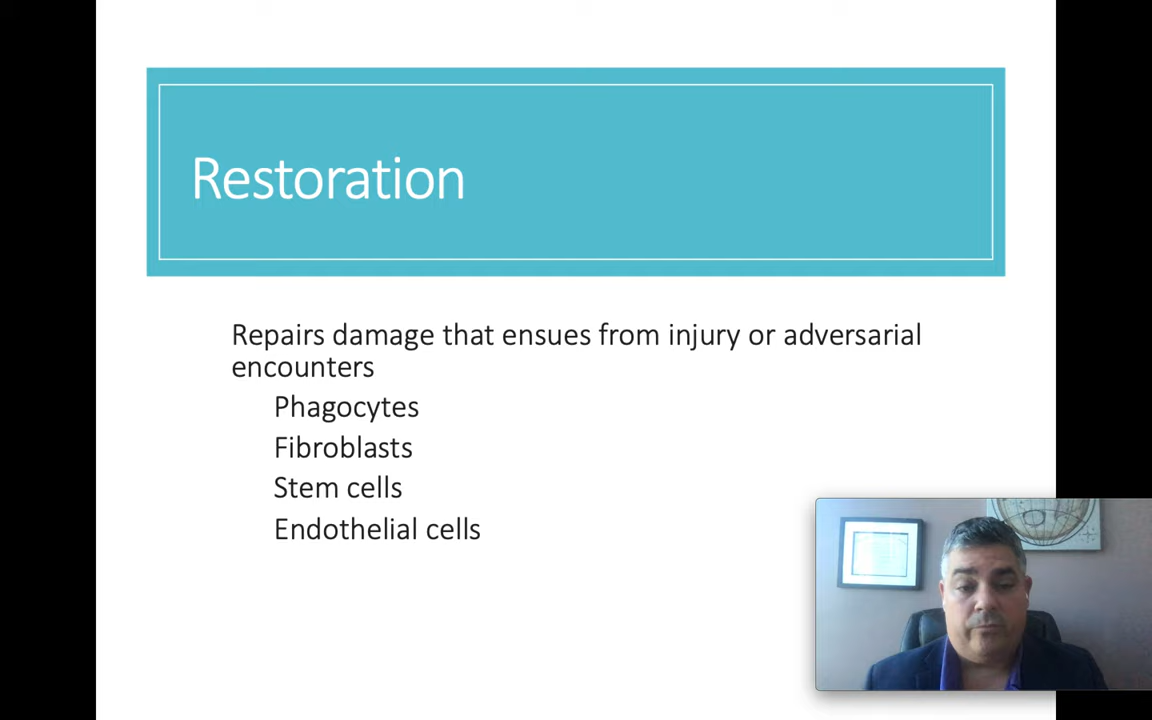 Restoration
Repairs damage that ensues from injury or adversarial
encounters
Phagocytes
Fibroblasts
Stem cells
Endothelial cells